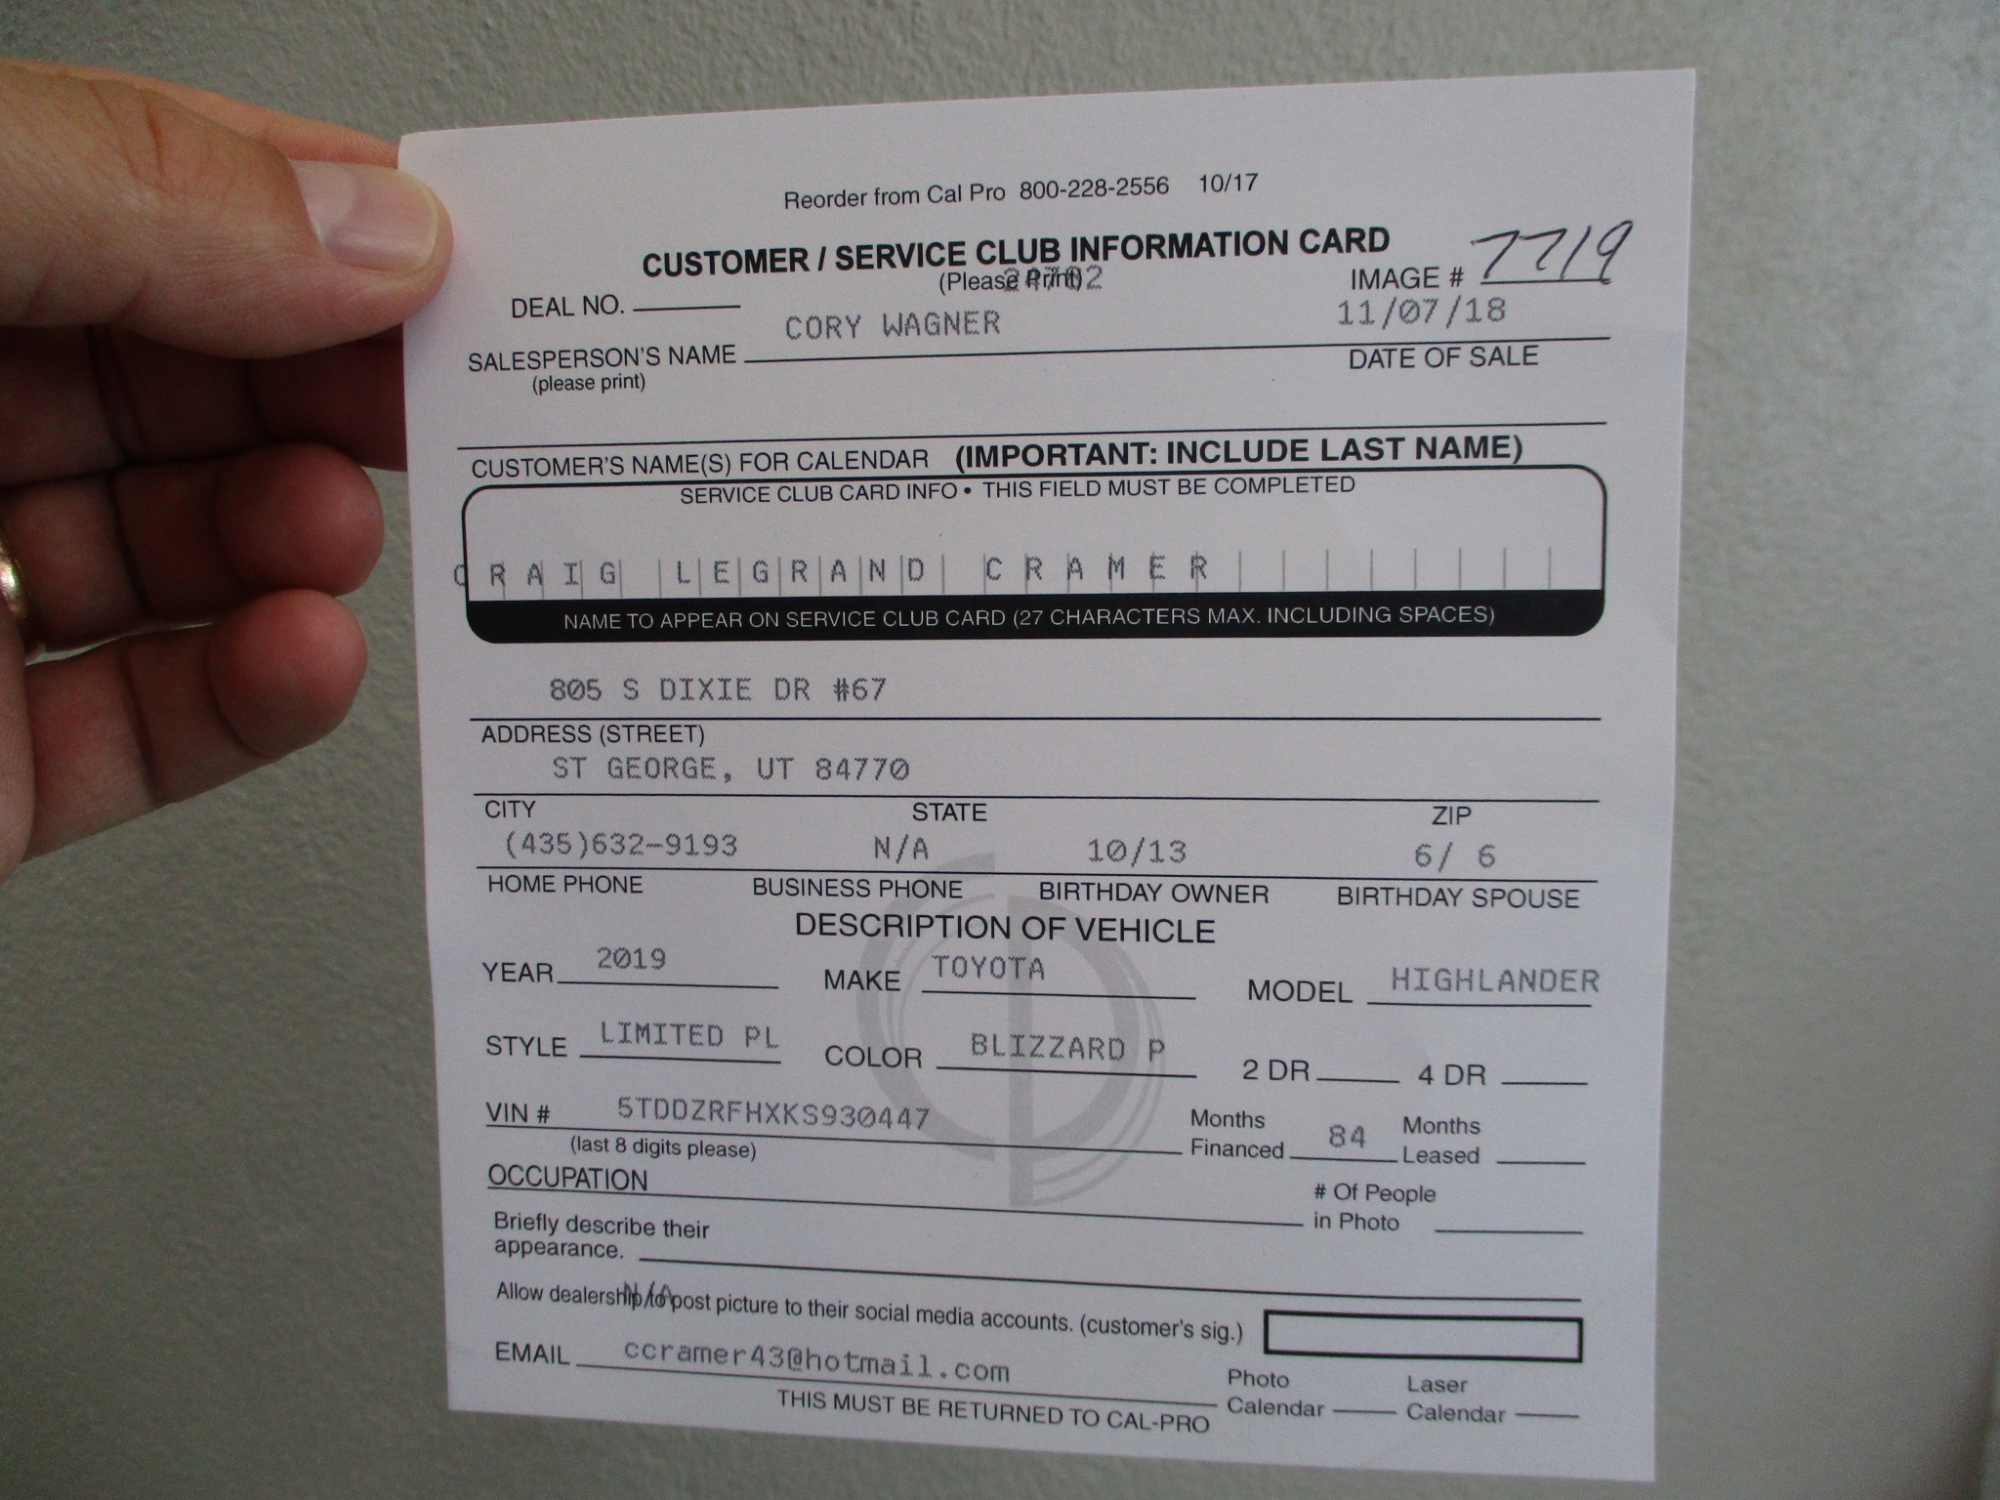 Reorder from Cal Pro 800-228-2556 10/17
CUSTOMER / SERVICE CLUB INFORMATION CARD
(Please Print)
DEAL NO. IMAGE # 7719
CORY WAGNER 11/07/18
SALESPERSON'S NAME DATE OF SALE
(please print)
CUSTOMER'S NAME(S) FOR CALENDAR (IMPORTANT: INCLUDE LAST NAME)
SERVICE CLUB CARD INFO • THIS FIELD MUST BE COMPLETED
CRAIG LEGRAND CRAMER
NAME TO APPEAR ON SERVICE CLUB CARD (27 CHARACTERS MAX. INCLUDING SPACES)
805 S DIXIE DR #67
ADDRESS (STREET)
ST GEORGE, UT 84770
CITY STATE ZIP
(435)632-9193 N/A 10/13 6/ 6
HOME PHONE BUSINESS PHONE BIRTHDAY OWNER BIRTHDAY SPOUSE
DESCRIPTION OF VEHICLE
YEAR 2019 MAKE TOYOTA MODEL HIGHLANDER
STYLE LIMITED PL COLOR BLIZZARD P 2 DR 4 DR
VIN # 5TDDZRFHXKS930447 Months Financed 84 Months Leased
(last 8 digits please)
OCCUPATION # Of People in Photo
Briefly describe their
appearance.
N/A
Allow dealership to post picture to their social media accounts. (customer's sig.)
EMAIL ccramer43@hotmail.com Photo Calendar Laser Calendar
THIS MUST BE RETURNED TO CAL-PRO